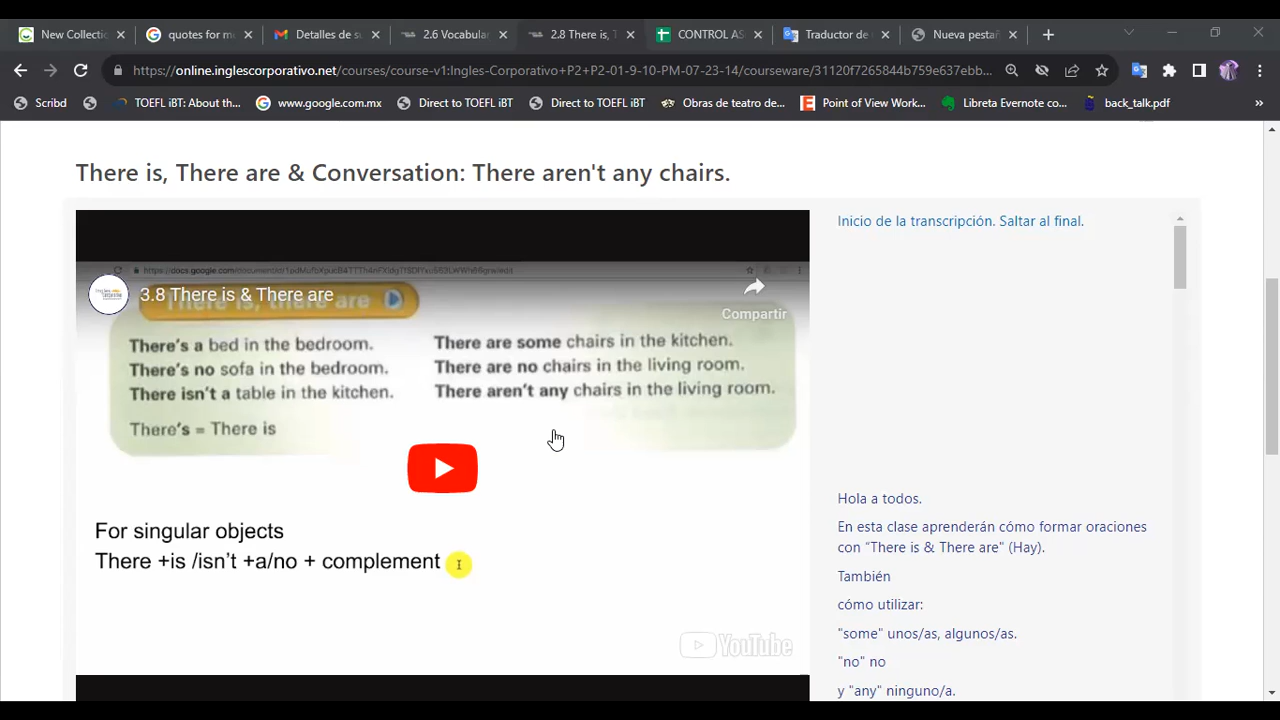 New Collectio
quotes for m
Detalles de su
2.6 Vocabular
2.8 There is, T
CONTROL AS
Traductor de
Nueva pestañ
https://online.inglescorporativo.net/courses/course-v1:Ingles-Corporativo+P2+P2-01-9-10-PM-07-23-14/courseware/31120f7265844b759e637ebb...
Scribd
TOEFL iBT: About th...
www.google.com.mx
Direct to TOEFL iBT
Direct to TOEFL iBT
Obras de teatro de...
Point of View Work...
Libreta Evernote co...
back_talk.pdf
»
There is, There are & Conversation: There aren't any chairs.
3.8 There is & There are
Compartir
There's a bed in the bedroom.
There's no sofa in the bedroom.
There isn't a table in the kitchen.
There's = There is
There are some chairs in the kitchen.
There are no chairs in the living room.
There aren't any chairs in the living room.
For singular objects
There +is /isn't +a/no + complement
YouTube
Inicio de la transcripción. Saltar al final.
Hola a todos.
En esta clase aprenderán cómo formar oraciones
con "There is & There are" (Hay).
También
cómo utilizar:
"some" unos/as, algunos/as.
"no" no
y "any" ninguno/a.